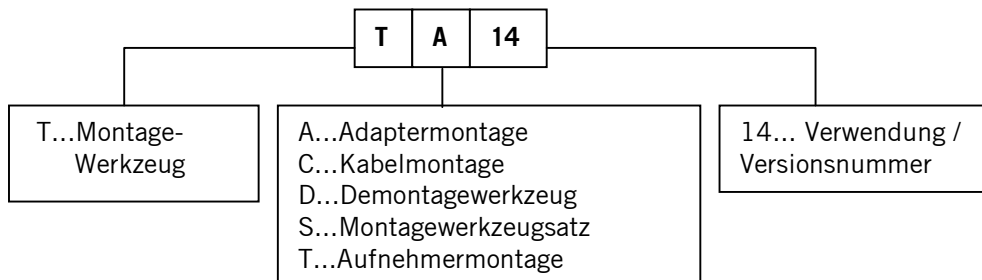 T A 14
T...Montage-
Werkzeug
A...Adaptermontage
C...Kabelmontage
D...Demontagewerkzeug
S...Montagewerkzeugsatz
T...Aufnehmermontage
14... Verwendung /
Versionsnummer